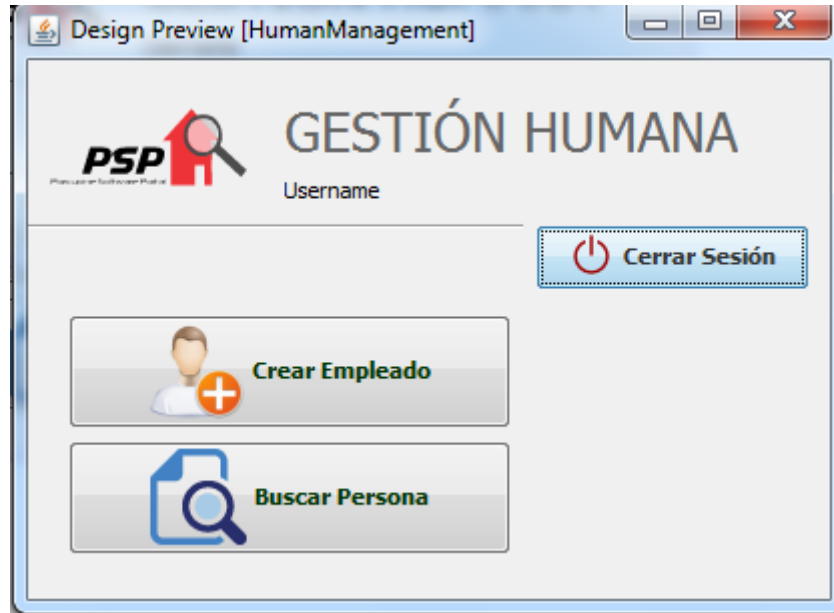 Design Preview [HumanManagement]
PSP
GESTIÓN HUMANA
Username
Cerrar Sesión
Crear Empleado
Buscar Persona